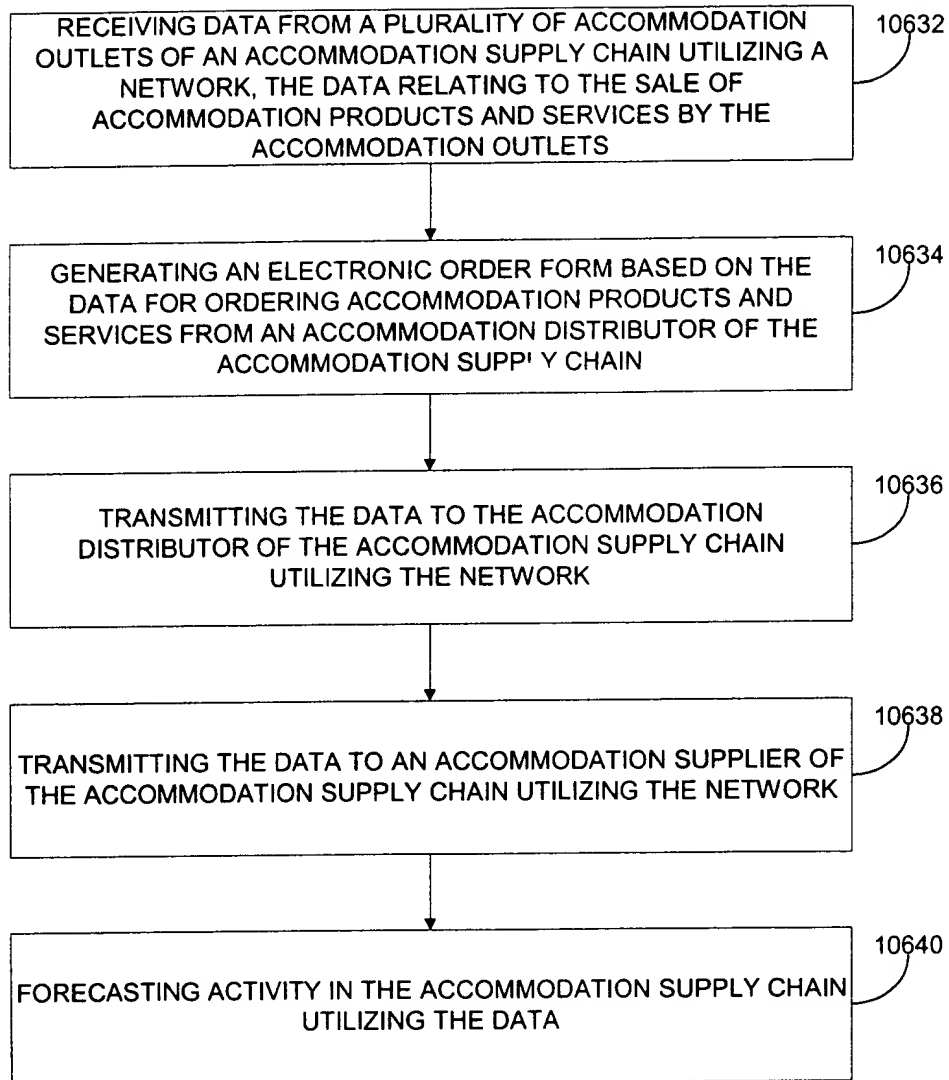 RECEIVING DATA FROM A PLURALITY OF ACCOMMODATION
OUTLETS OF AN ACCOMMODATION SUPPLY CHAIN UTILIZING A
NETWORK, THE DATA RELATING TO THE SALE OF
ACCOMMODATION PRODUCTS AND SERVICES BY THE
ACCOMMODATION OUTLETS
10632
GENERATING AN ELECTRONIC ORDER FORM BASED ON THE
DATA FOR ORDERING ACCOMMODATION PRODUCTS AND
SERVICES FROM AN ACCOMMODATION DISTRIBUTOR OF THE
ACCOMMODATION SUPPLY CHAIN
10634
TRANSMITTING THE DATA TO THE ACCOMMODATION
DISTRIBUTOR OF THE ACCOMMODATION SUPPLY CHAIN
UTILIZING THE NETWORK
10636
TRANSMITTING THE DATA TO AN ACCOMMODATION SUPPLIER OF
THE ACCOMMODATION SUPPLY CHAIN UTILIZING THE NETWORK
10638
FORECASTING ACTIVITY IN THE ACCOMMODATION SUPPLY CHAIN
UTILIZING THE DATA
10640